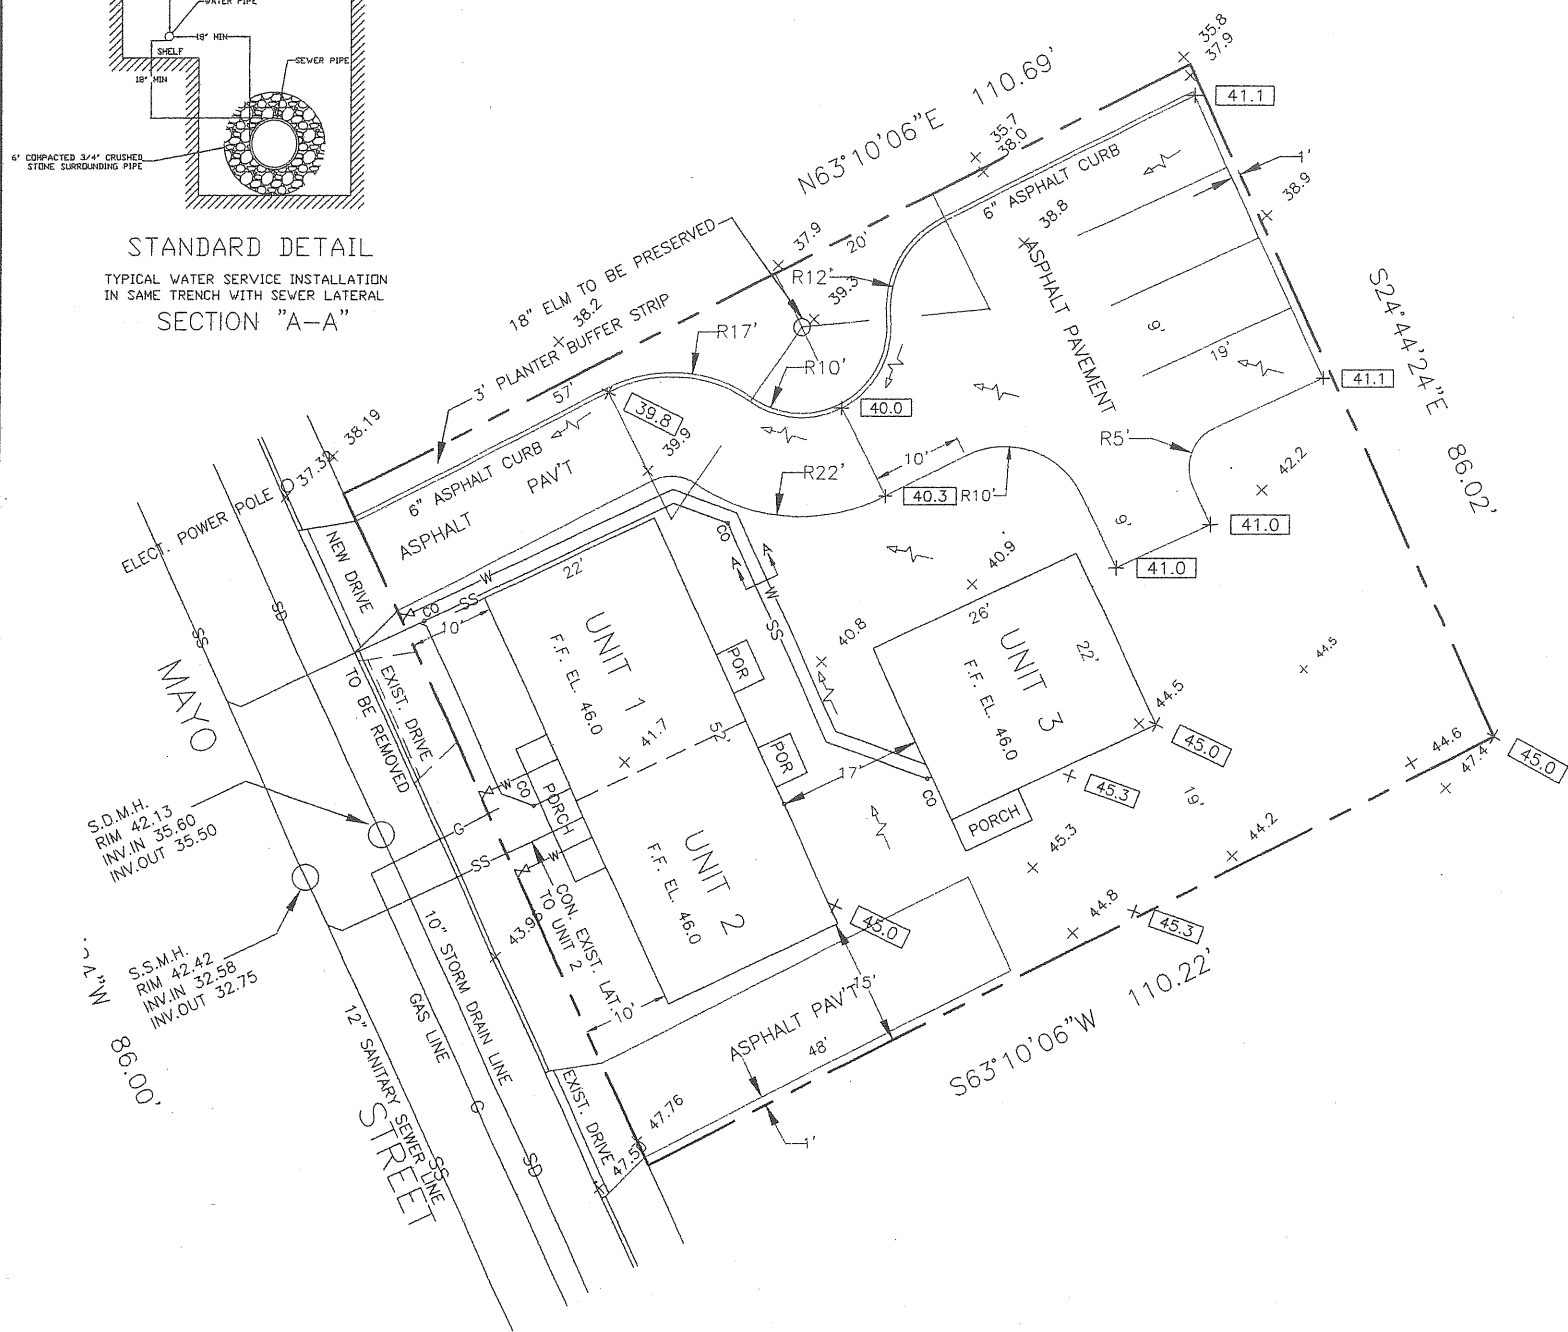 WATER PIPE
18" MIN
SHELF
SEWER PIPE
18" MIN
6" COMPACTED 3/4" CRUSHED
STONE SURROUNDING PIPE
STANDARD DETAIL
TYPICAL WATER SERVICE INSTALLATION
IN SAME TRENCH WITH SEWER LATERAL
SECTION "A-A"
N63°10'06"E 110.69'
35.8
37.9
41.1
35.7
38.0
1'
38.9
6" ASPHALT CURB
38.8
ASPHALT PAVEMENT
37.9
20'
R12'
39.3
18" ELM TO BE PRESERVED
38.2
3' PLANTER BUFFER STRIP
R17'
R10'
57'
39.8
40.0
39.9
9'
19'
41.1
S24°44'24"E 86.02'
R5'
42.2
10'
R22'
40.3
R10'
9'
41.0
41.0
38.19
37.32
ELECT. POWER POLE
6" ASPHALT CURB
ASPHALT
PAV'T
NEW DRIVE
SD
SS
MAYO
W
SS
CO
10'
22'
CO
A
A
W
SS
40.9
40.8
UNIT 1
F.F. EL. 46.0
POR
POR
41.7
52'
26'
UNIT 3
F.F. EL. 46.0
22'
44.5
44.5
45.0
44.6
47.4
45.0
EXIST. DRIVE
TO BE REMOVED
W
CO
PORCH
G
SS
W
17'
CO
PORCH
45.3
19'
45.3
44.2
44.8
45.3
S.D.M.H.
RIM 42.13
INV.IN 35.60
INV.OUT 35.50
S.S.M.H.
RIM 42.42
INV.IN 32.58
INV.OUT 32.75
UNIT 2
F.F. EL. 46.0
45.0
CON. EXIST. LAT.
TO UNIT 2
10'
43.96
10" STORM DRAIN LINE
GAS LINE
12" SANITARY SEWER LINE
G
SD
SS
STREET
4"W 86.00'
EXIST. DRIVE
47.76
47.50
ASPHALT PAV'T
15'
48'
1'
S63°10'06"W 110.22'